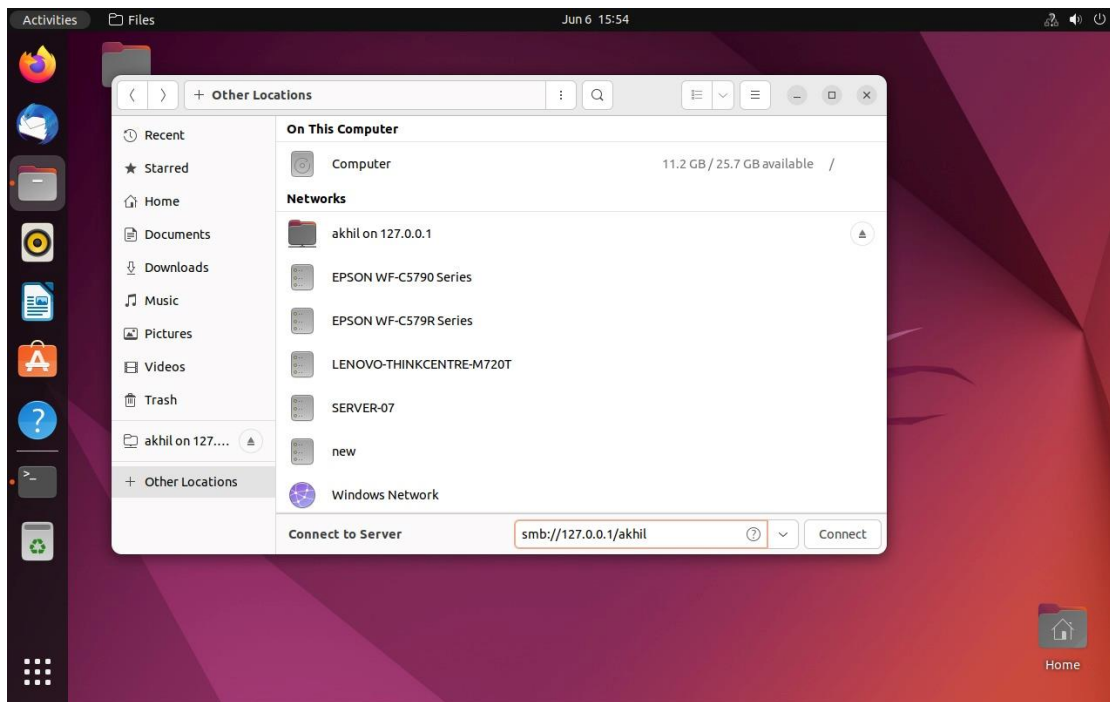 Activities Files Jun 6 15:54
+ Other Locations
Recent
Starred
Home
Documents
Downloads
Music
Pictures
Videos
Trash
akhil on 127....
+ Other Locations
On This Computer
Computer 11.2 GB / 25.7 GB available /
Networks
akhil on 127.0.0.1
EPSON WF-C5790 Series
EPSON WF-C579R Series
LENOVO-THINKCENTRE-M720T
SERVER-07
new
Windows Network
Connect to Server smb://127.0.0.1/akhil ? Connect
Home